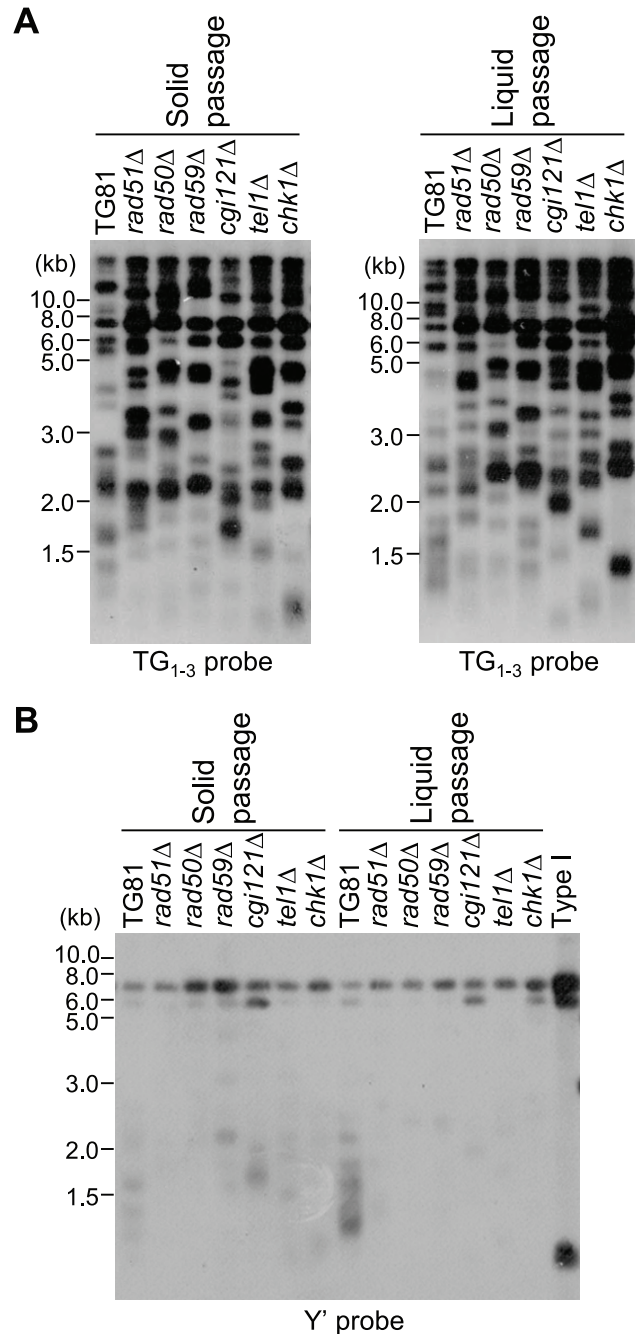 A
Solid passage
Liquid passage
TG81 rad51Δ rad50Δ rad59Δ cgi121Δ tel1Δ chk1Δ
TG81 rad51Δ rad50Δ rad59Δ cgi121Δ tel1Δ chk1Δ
(kb)
10.0
8.0
6.0
5.0
3.0
2.0
1.5
(kb)
10.0
8.0
6.0
5.0
3.0
2.0
1.5
TG1-3 probe
TG1-3 probe
B
Solid passage
Liquid passage
TG81 rad51Δ rad50Δ rad59Δ cgi121Δ tel1Δ chk1Δ TG81 rad51Δ rad50Δ rad59Δ cgi121Δ tel1Δ chk1Δ Type I
(kb)
10.0
8.0
6.0
5.0
3.0
2.0
1.5
Y' probe